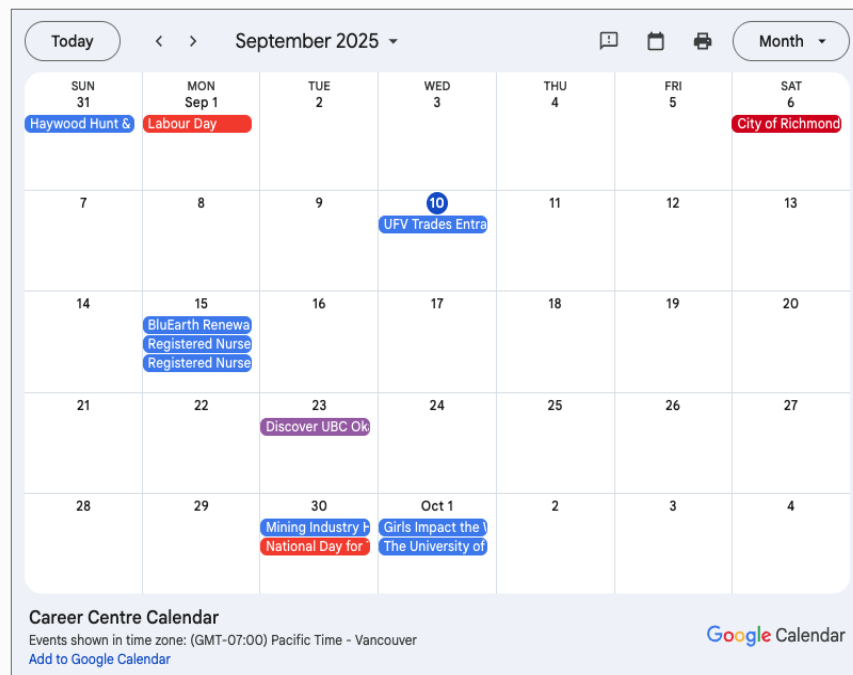 Today
September 2025
Month
SUN MON TUE WED THU FRI SAT
31 Sep 1 2 3 4 5 6
Haywood Hunt & Labour Day City of Richmond
7 8 9 10 11 12 13
UFV Trades Entra
14 15 16 17 18 19 20
BluEarth Renewa
Registered Nurse
Registered Nurse
21 22 23 24 25 26 27
Discover UBC Ok
28 29 30 Oct 1 2 3 4
Mining Industry H Girls Impact the
National Day for The University of
Career Centre Calendar
Events shown in time zone: (GMT-07:00) Pacific Time - Vancouver
Google Calendar
Add to Google Calendar